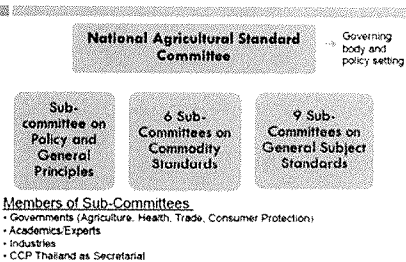 National Agricultural Standard
Committee
Governing
body and
policy setting
Sub-
committee on
Policy and
General
Principles
6 Sub-
Committees on
Commodity
Standards
9 Sub-
Committees on
General Subject
Standards
Members of Sub-Committees
• Governments (Agriculture, Health, Trade, Consumer Protection)
• Academics/Experts
• Industries
• CCP Thailand as Secretariat